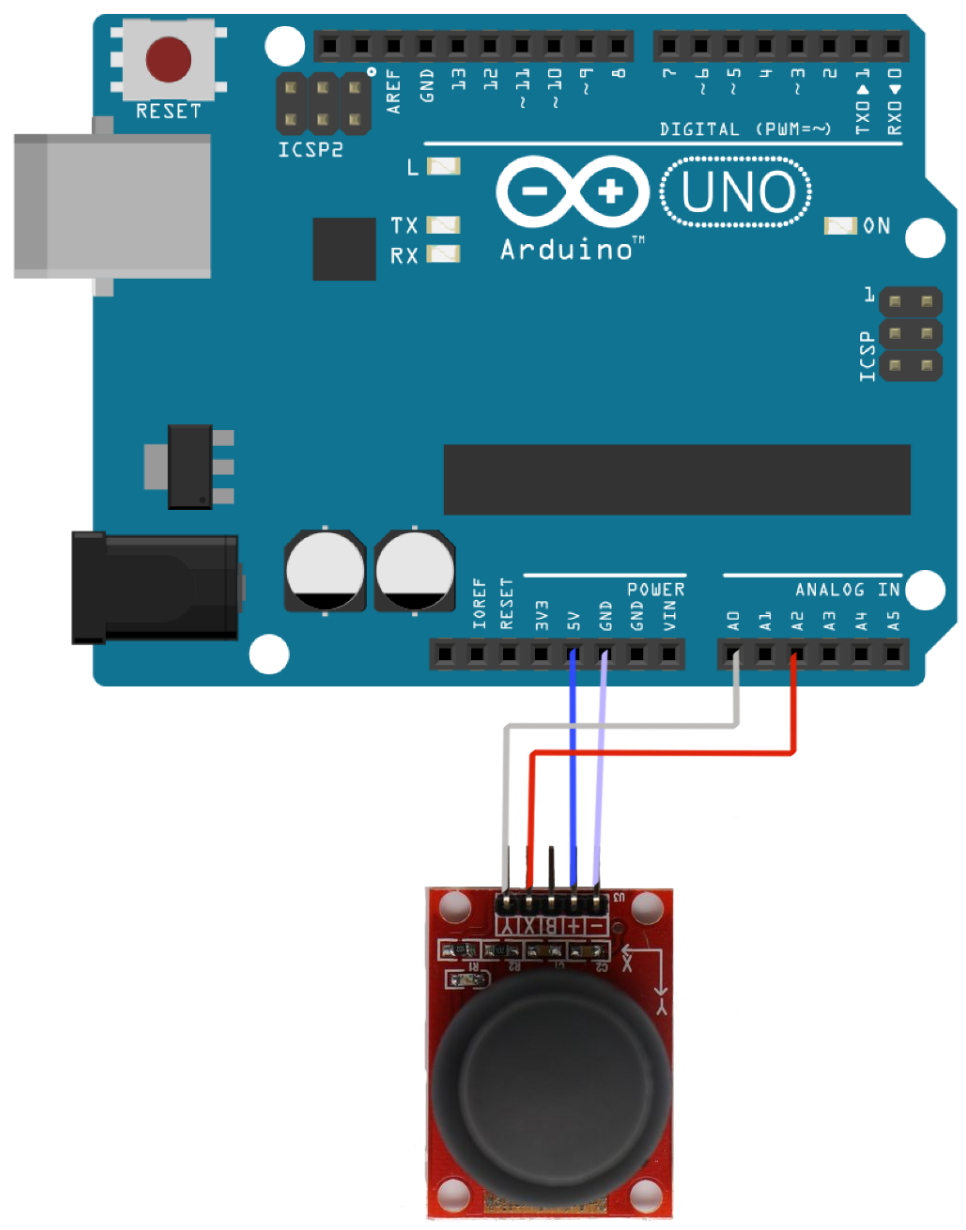 AREF GND 13 12 ~11 ~10 ~9 8 7 ~6 ~5 4 ~3 2 TX0▶1 RX0◀0
RESET
DIGITAL (PWM=~)
ICSP2
L
UNO
TX
ON
RX
Arduino™
1
ICSP
POWER
ANALOG IN
IOREF RESET 3V3 5V GND GND VIN A0 A1 A2 A3 A4 A5
U3
Y X B + -
R1 R2 C1 C2
X
Y